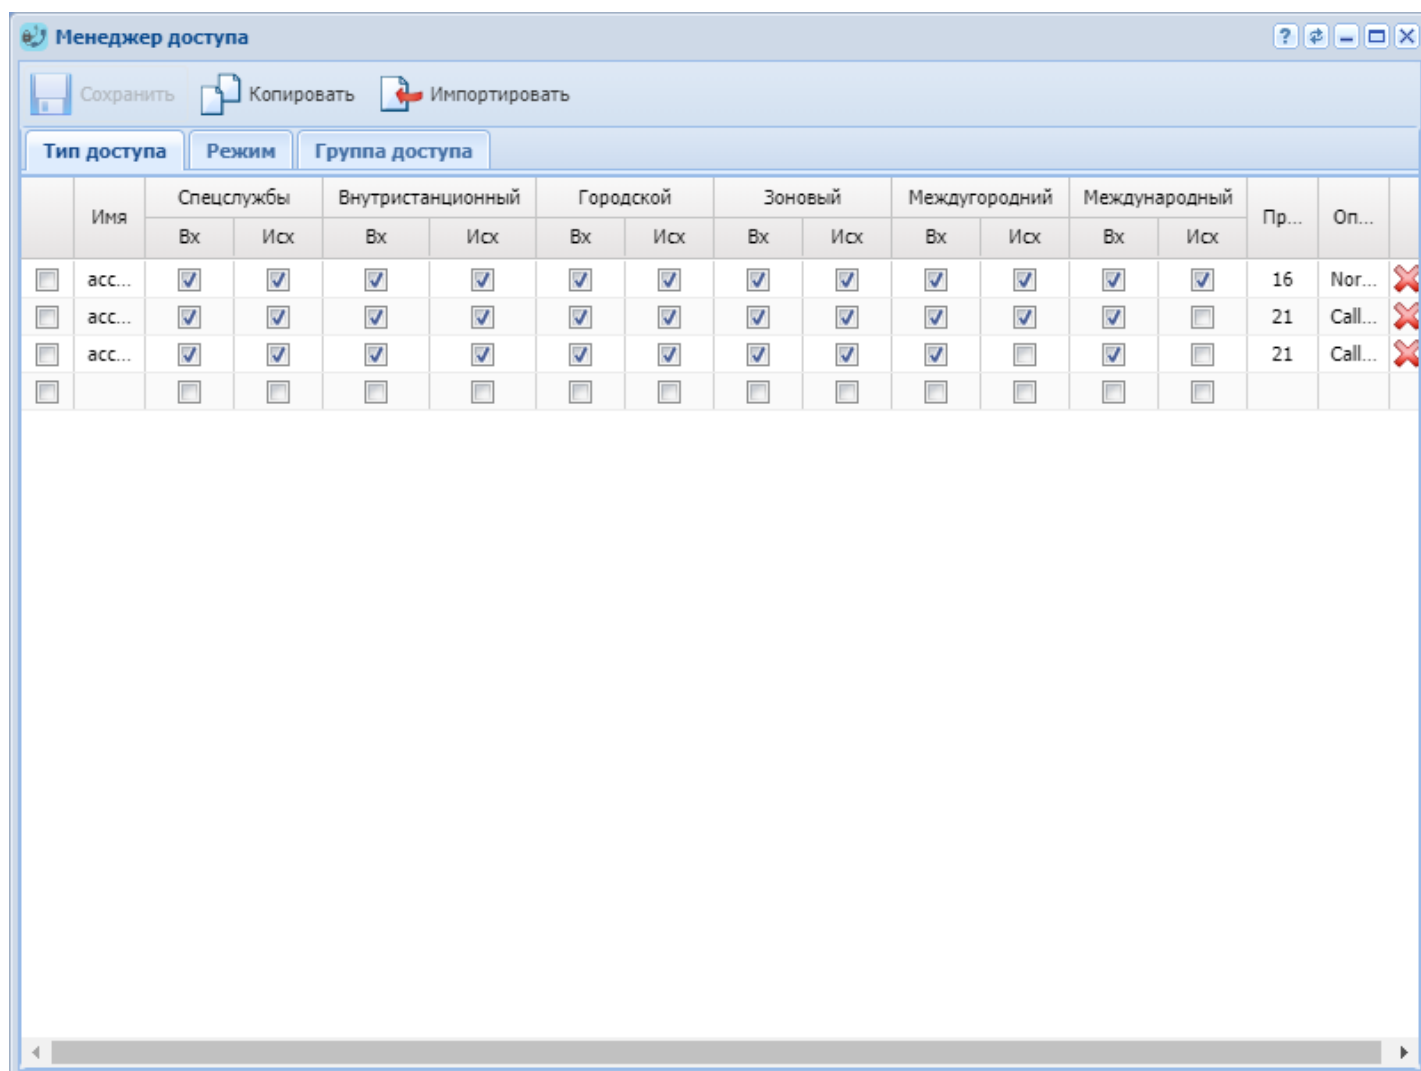 Менеджер доступа
Сохранить Копировать Импортировать
Тип доступа Режим Группа доступа
Имя Спецслужбы Внутристанционный Городской Зоновый Междугородний Международный Пр... Оп...
Вх Исх Вх Исх Вх Исх Вх Исх Вх Исх Вх Исх
acc... 16 Nor...
acc... 21 Call...
acc... 21 Call...